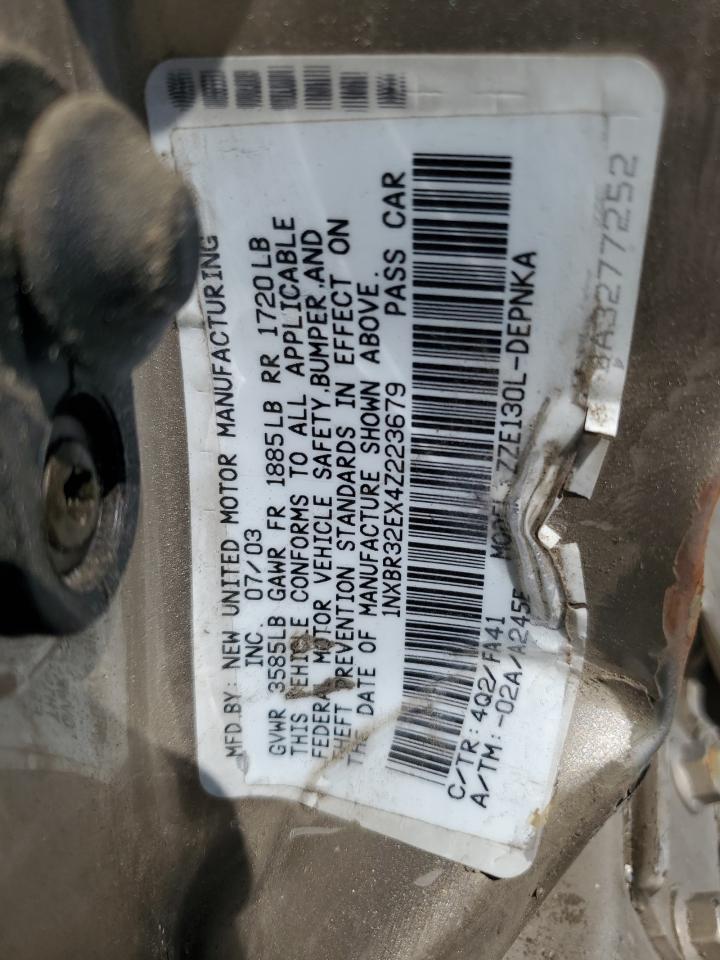 MFD.BY: NEW UNITED MOTOR MANUFACTURING
INC. 07/03
GVWR 3585LB GAWR FR 1885LB RR 1720LB
THIS VEHICLE CONFORMS TO ALL APPLICABLE
FEDERAL MOTOR VEHICLE SAFETY,BUMPER,AND
THEFT PREVENTION STANDARDS IN EFFECT ON
THE DATE OF MANUFACTURE SHOWN ABOVE.
1NXBR32EX4Z223679 PASS CAR
C/TR:4Q2/FA41 MODEL:ZZE130L-DEPNKA
A/TM:-02A/A245E
A3277252